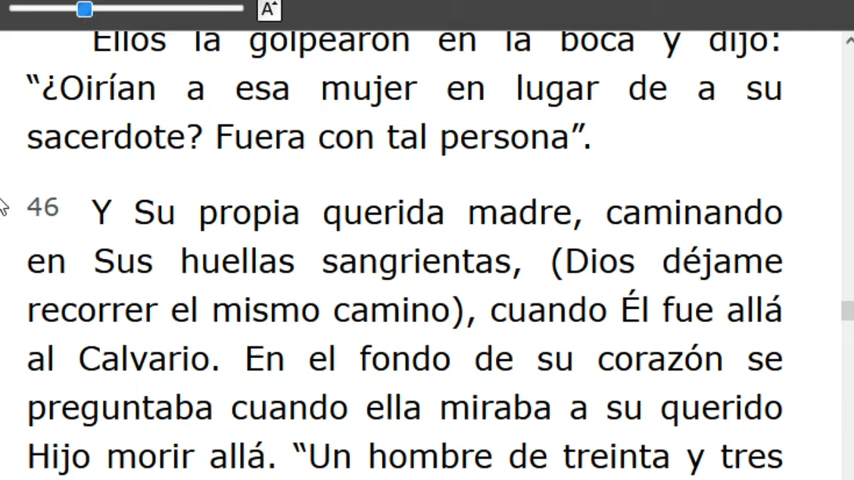 A
Ellos la golpearon en la boca y dijo:
“¿Oirían a esa mujer en lugar de a su
sacerdote? Fuera con tal persona”.
46 Y Su propia querida madre, caminando
en Sus huellas sangrientas, (Dios déjame
recorrer el mismo camino), cuando Él fue allá
al Calvario. En el fondo de su corazón se
preguntaba cuando ella miraba a su querido
Hijo morir allá. “Un hombre de treinta y tres